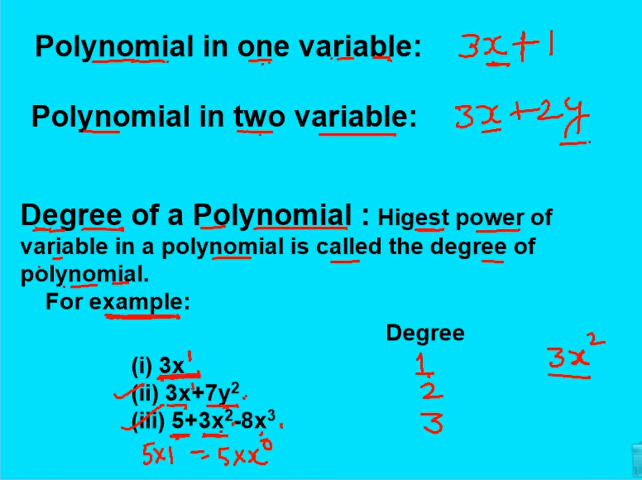 Polynomial in one variable: 3x+1
Polynomial in two variable: 3x+2y
Degree of a Polynomial : Higest power of
variable in a polynomial is called the degree of
polynomial.
For example:
Degree
(i) 3x¹ 1 3x²
(ii) 3x¹+7y² 2
(iii) 5+3x²-8x³ 3
5x1 = 5xx⁰